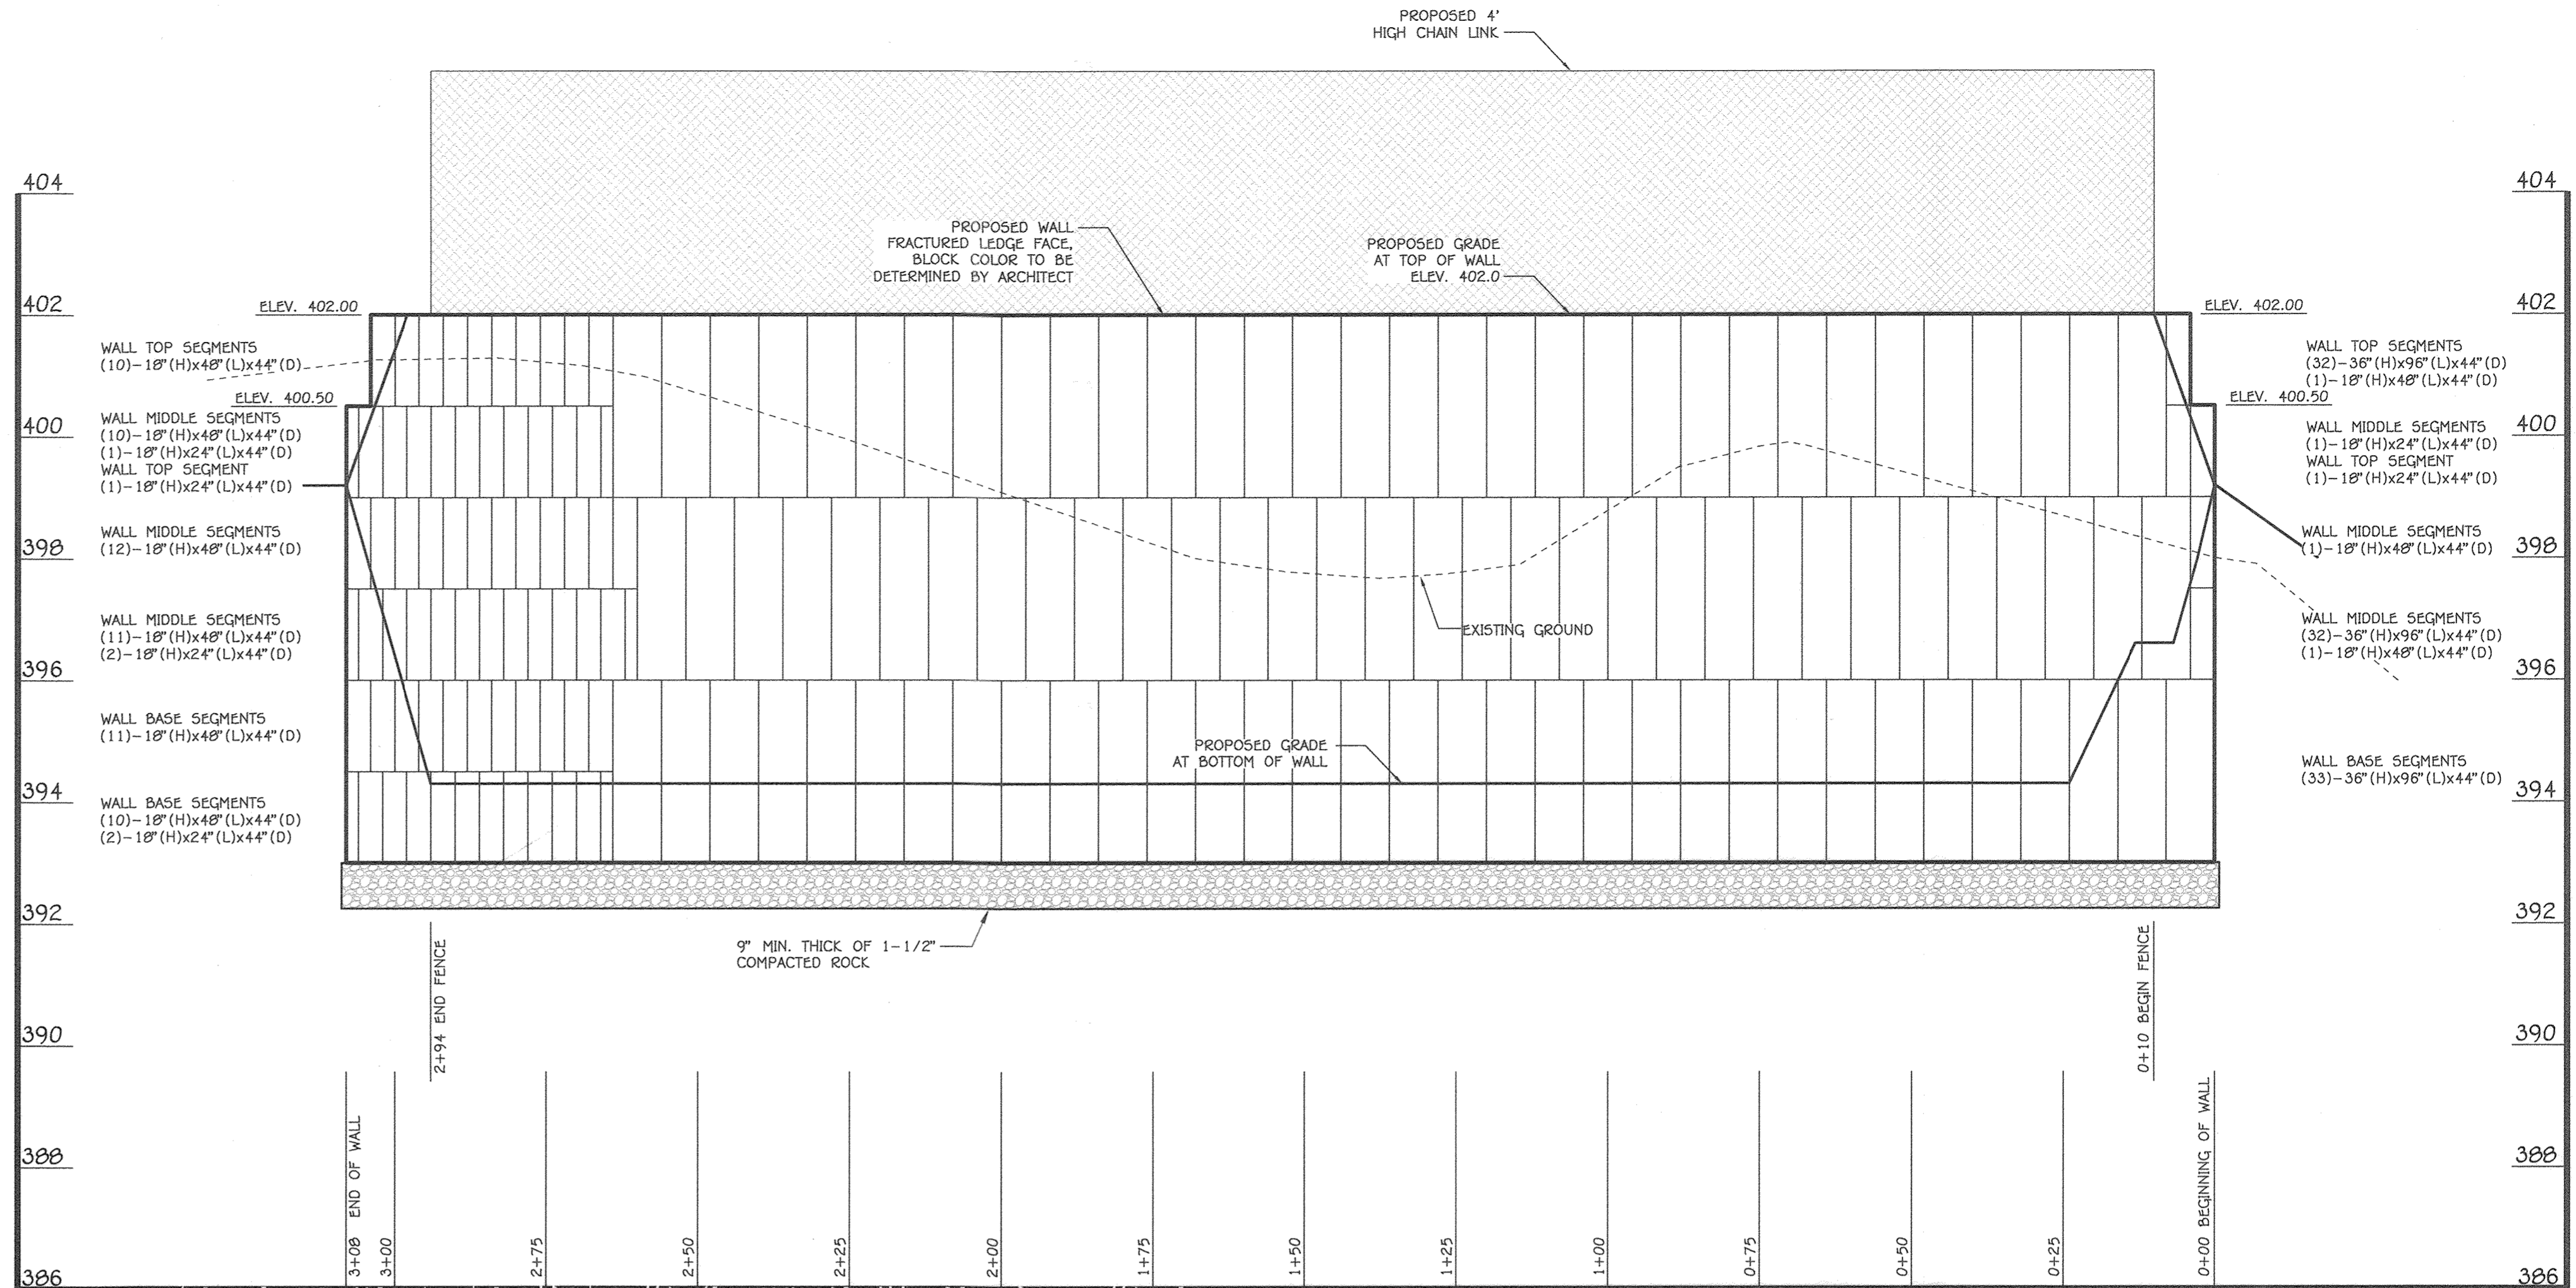 PROPOSED 4'
HIGH CHAIN LINK
404
404
PROPOSED WALL
FRACTURED LEDGE FACE,
BLOCK COLOR TO BE
DETERMINED BY ARCHITECT
PROPOSED GRADE
AT TOP OF WALL
ELEV. 402.0
402
ELEV. 402.00
ELEV. 402.00
402
WALL TOP SEGMENTS
(10)-18"(H)x48"(L)x44"(D)
ELEV. 400.50
WALL MIDDLE SEGMENTS
(10)-18"(H)x48"(L)x44"(D)
(1)-18"(H)x24"(L)x44"(D)
WALL TOP SEGMENT
(1)-18"(H)x24"(L)x44"(D)
WALL MIDDLE SEGMENTS
(12)-18"(H)x48"(L)x44"(D)
WALL MIDDLE SEGMENTS
(11)-18"(H)x48"(L)x44"(D)
(2)-18"(H)x24"(L)x44"(D)
WALL BASE SEGMENTS
(11)-18"(H)x48"(L)x44"(D)
WALL BASE SEGMENTS
(10)-18"(H)x48"(L)x44"(D)
(2)-18"(H)x24"(L)x44"(D)
400
398
396
394
392
390
388
386
WALL TOP SEGMENTS
(32)-36"(H)x96"(L)x44"(D)
(1)-18"(H)x48"(L)x44"(D)
ELEV. 400.50
WALL MIDDLE SEGMENTS
(1)-18"(H)x24"(L)x44"(D)
WALL TOP SEGMENT
(1)-18"(H)x24"(L)x44"(D)
WALL MIDDLE SEGMENTS
(1)-18"(H)x48"(L)x44"(D)
WALL MIDDLE SEGMENTS
(32)-36"(H)x96"(L)x44"(D)
(1)-18"(H)x48"(L)x44"(D)
WALL BASE SEGMENTS
(33)-36"(H)x96"(L)x44"(D)
400
398
396
394
392
390
388
386
EXISTING GROUND
PROPOSED GRADE
AT BOTTOM OF WALL
9" MIN. THICK OF 1-1/2"
COMPACTED ROCK
2+94 END FENCE
0+10 BEGIN FENCE
3+08 END OF WALL
3+00
2+75
2+50
2+25
2+00
1+75
1+50
1+25
1+00
0+75
0+50
0+25
0+00 BEGINNING OF WALL